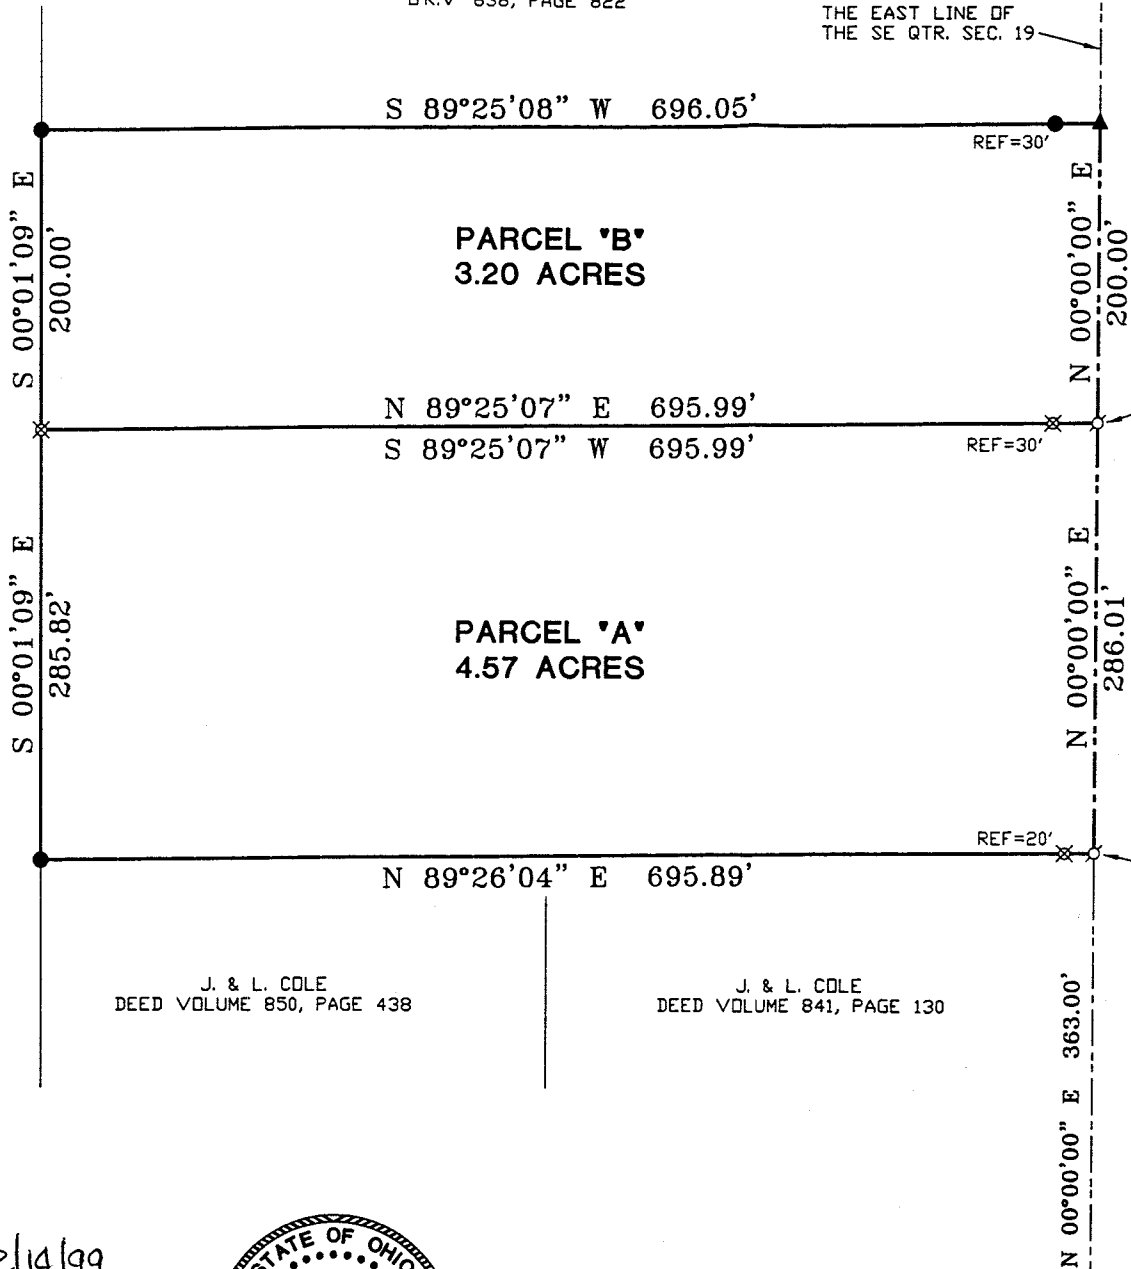 PAGE 822
THE EAST LINE OF
THE SE QTR. SEC. 19
S 89°25'08" W 696.05'
REF=30'
S 00°01'09" E
200.00'
PARCEL "B"
3.20 ACRES
N 00°00'00" E
200.00'
N 89°25'07" E 695.99'
S 89°25'07" W 695.99'
REF=30'
S 00°01'09" E
285.82'
PARCEL "A"
4.57 ACRES
N 00°00'00" E
286.01'
REF=20'
N 89°26'04" E 695.89'
J. & L. COLE
DEED VOLUME 850, PAGE 438
J. & L. COLE
DEED VOLUME 841, PAGE 130
N 00°00'00" E 363.00'
STATE OF OHIO